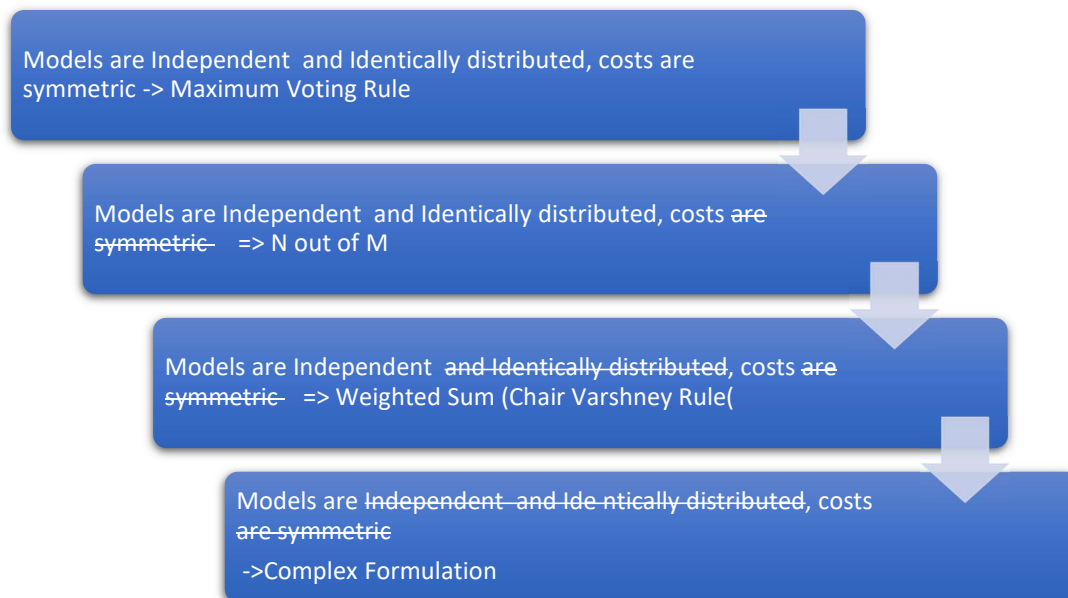 Models are Independent  and Identically distributed, costs are
symmetric -> Maximum Voting Rule
Models are Independent  and Identically distributed, costs are
symmetric   => N out of M
Models are Independent  and Identically distributed, costs are
symmetric   => Weighted Sum (Chair Varshney Rule(
Models are Independent  and Ide ntically distributed, costs
are symmetric
->Complex Formulation